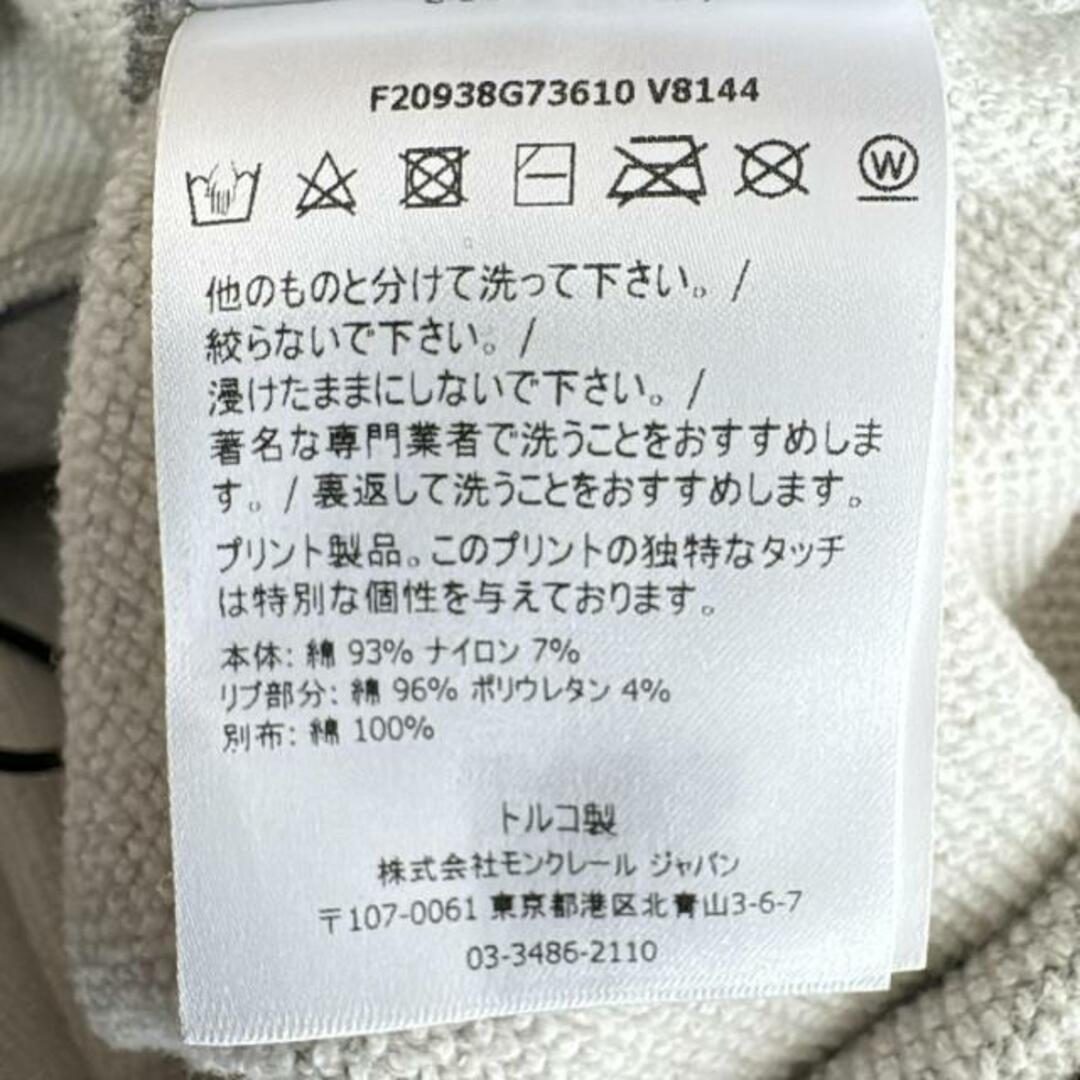 F20938G73610 V8144
W
他のものと分けて洗って下さい。/
絞らないで下さい。/
浸けたままにしないで下さい。/
著名な専門業者で洗うことをおすすめしま
す。/ 裏返して洗うことをおすすめします。
プリント製品。このプリントの独特なタッチ
は特別な個性を与えております。
本体: 綿 93% ナイロン 7%
リブ部分: 綿 96% ポリウレタン 4%
別布: 綿 100%
トルコ製
株式会社モンクレール ジャパン
〒107-0061 東京都港区北青山3-6-7
03-3486-2110